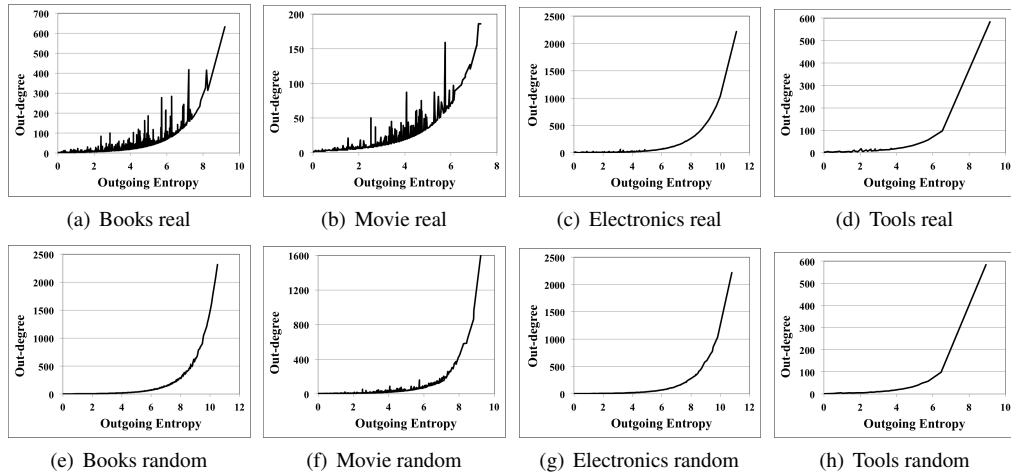 700
600
500
400
300
200
100
0
Out-degree
0 2 4 6 8 10
Outgoing Entropy
(a) Books real
200
150
100
50
0
Out-degree
0 2 4 6 8
Outgoing Entropy
(b) Movie real
2500
2000
1500
1000
500
0
Out-degree
0 2 4 6 8 10 12
Outgoing Entropy
(c) Electronics real
600
500
400
300
200
100
0
Out-degree
0 2 4 6 8 10
Outgoing Entropy
(d) Tools real
2500
2000
1500
1000
500
0
Out-degree
0 2 4 6 8 10 12
Outgoing Entropy
(e) Books random
1600
1200
800
400
0
Out-degree
0 2 4 6 8 10
Outgoing Entropy
(f) Movie random
2500
2000
1500
1000
500
0
Out-degree
0 2 4 6 8 10 12
Outgoing Entropy
(g) Electronics random
600
500
400
300
200
100
0
Out-degree
0 2 4 6 8 10
Outgoing Entropy
(h) Tools random